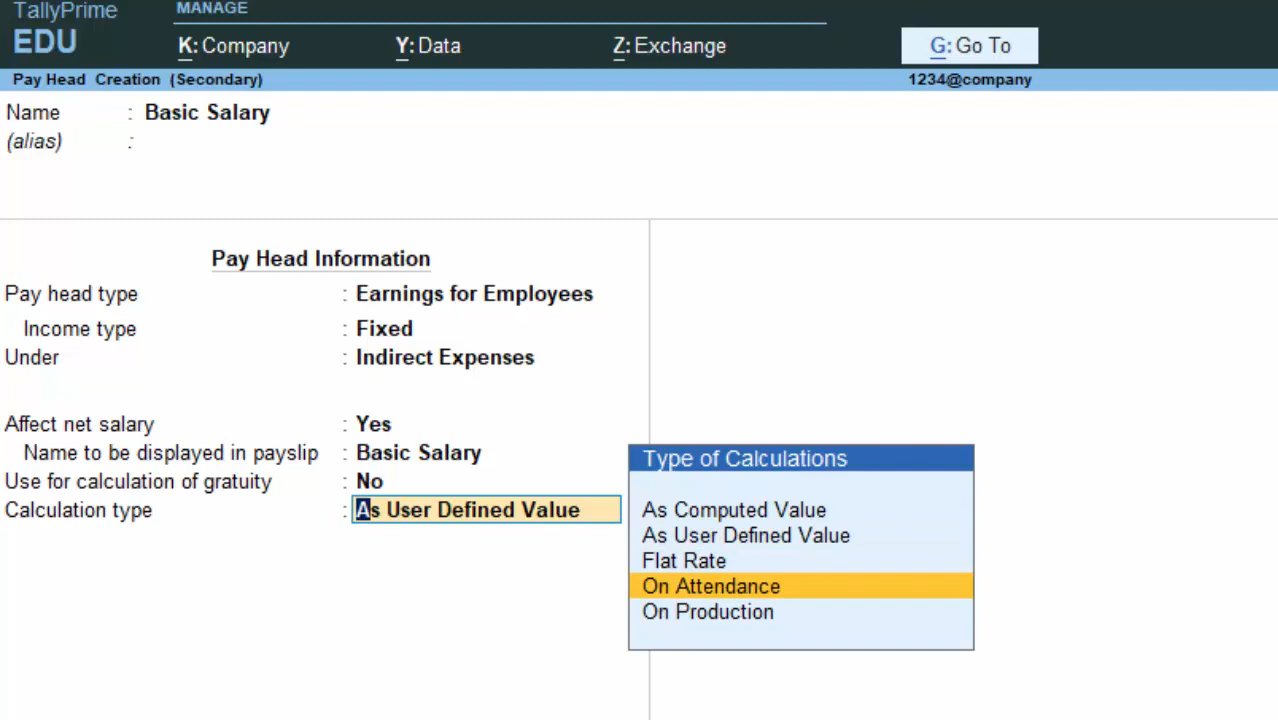 TallyPrime
MANAGE
EDU
K: Company
Y: Data
Z: Exchange
G: Go To
Pay Head Creation (Secondary)
1234@company
Name : Basic Salary
(alias) :
Pay Head Information
Pay head type : Earnings for Employees
Income type : Fixed
Under : Indirect Expenses
Affect net salary : Yes
Name to be displayed in payslip : Basic Salary
Use for calculation of gratuity : No
Calculation type : As User Defined Value
Type of Calculations
As Computed Value
As User Defined Value
Flat Rate
On Attendance
On Production